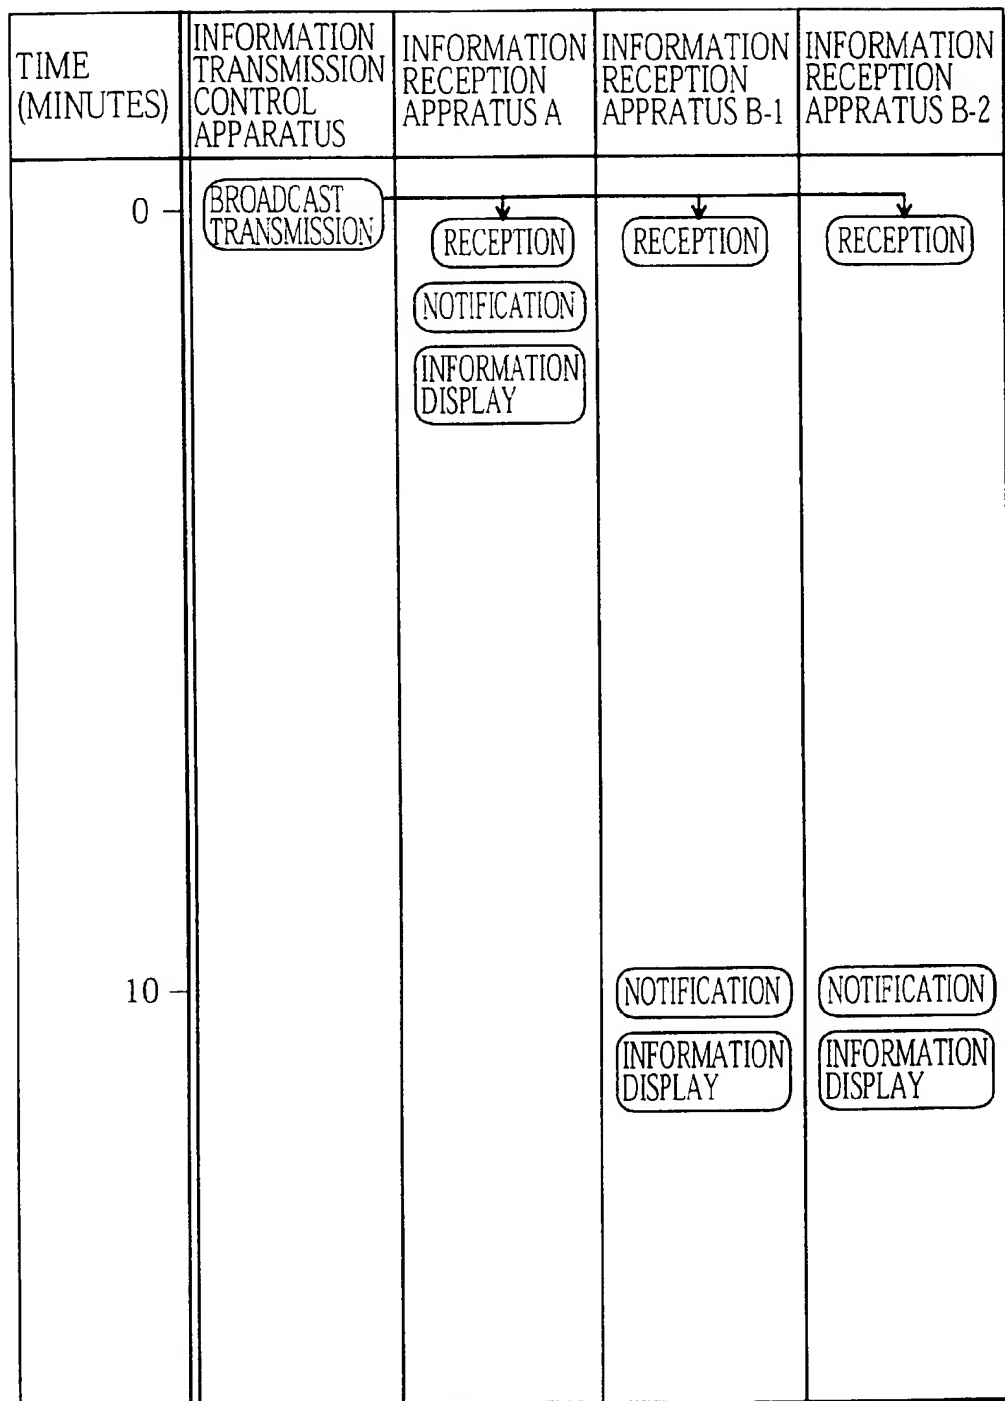 TIME
(MINUTES)
INFORMATION
TRANSMISSION
CONTROL
APPARATUS
INFORMATION
RECEPTION
APPRATUS A
INFORMATION
RECEPTION
APPRATUS B-1
INFORMATION
RECEPTION
APPRATUS B-2
0
BROADCAST
TRANSMISSION
RECEPTION
RECEPTION
RECEPTION
NOTIFICATION
INFORMATION
DISPLAY
10
NOTIFICATION
NOTIFICATION
INFORMATION
DISPLAY
INFORMATION
DISPLAY